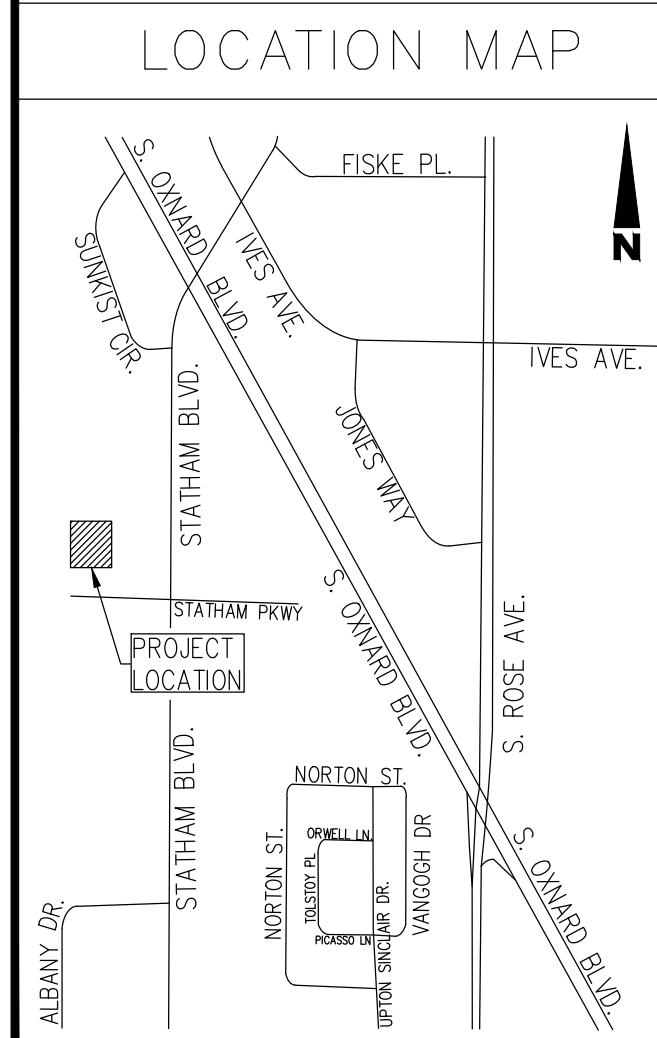 LOCATION MAP
S. OXNARD BLVD.
FISKE PL.
N
SUNKIST CIR.
IVES AVE.
IVES AVE.
STATHAM BLVD.
JONES WAY
STATHAM PKWY
PROJECT
LOCATION
S. OXNARD BLVD.
S. ROSE AVE.
STATHAM BLVD.
NORTON ST.
ORWELL LN.
NORTON ST.
TOLSTOY PL
VANGOGH DR
PICASSO LN
UPTON SINCLAIR DR.
S. OXNARD BLVD.
ALBANY DR.